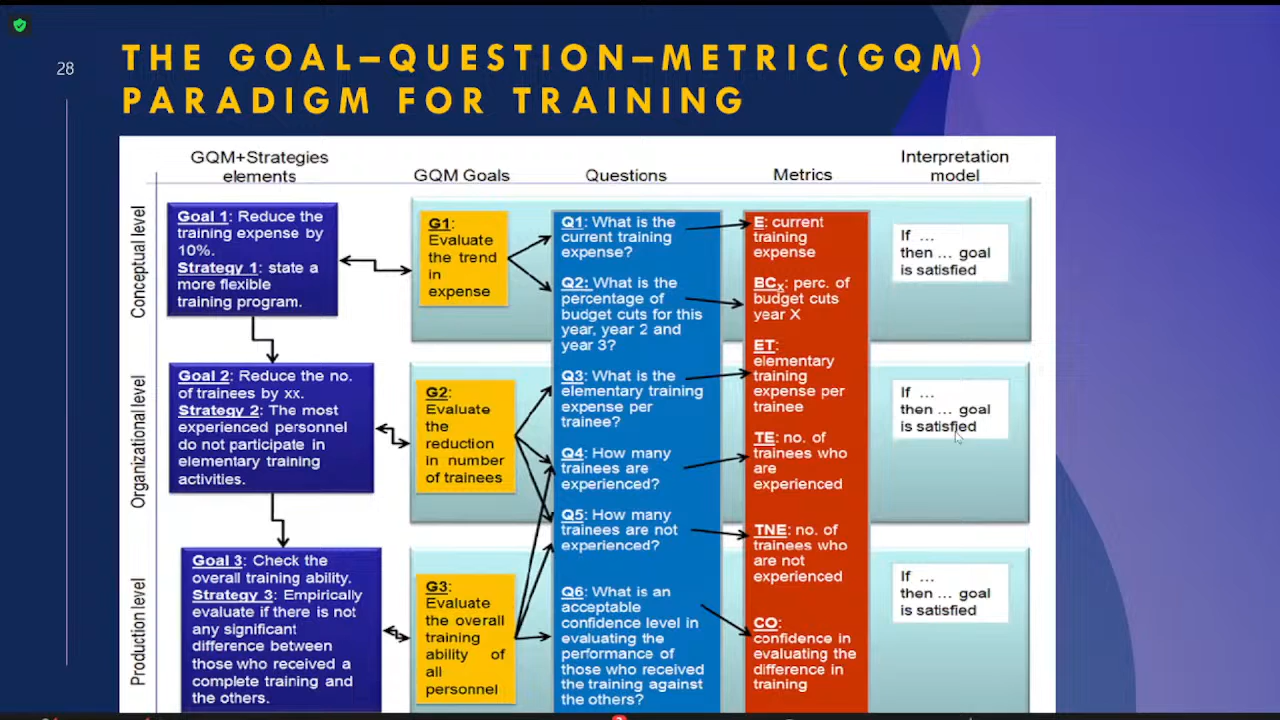 28
THE GOAL–QUESTION–METRIC(GQM)
PARADIGM FOR TRAINING
GQM+Strategies
elements
GQM Goals
Questions
Metrics
Interpretation
model
Conceptual level
Goal 1: Reduce the
training expense by
10%.
Strategy 1: state a
more flexible
training program.
G1:
Evaluate
the trend
in
expense
Q1: What is the
current training
expense?
Q2: What is the
percentage of
budget cuts for this
year, year 2 and
year 3?
E: current
training
expense
BCx: perc. of
budget cuts
year X
If ...
then ... goal
is satisfied
Organizational level
Goal 2: Reduce the no.
of trainees by xx.
Strategy 2: The most
experienced personnel
do not participate in
elementary training
activities.
G2:
Evaluate
the
reduction
in number
of trainees
Q3: What is the
elementary training
expense per
trainee?
Q4: How many
trainees are
experienced?
Q5: How many
trainees are not
experienced?
ET:
elementary
training
expense per
trainee
TE: no. of
trainees who
are
experienced
TNE: no. of
trainees who
are not
experienced
If ...
then ... goal
is satisfied
Production level
Goal 3: Check the
overall training ability.
Strategy 3: Empirically
evaluate if there is not
any significant
difference between
those who received a
complete training and
the others.
G3:
Evaluate
the overall
training
ability of
all
personnel
Q6: What is an
acceptable
confidence level in
evaluating the
performance of
those who received
the training against
the others?
CO:
confidence in
evaluating the
difference in
training
If ...
then ... goal
is satisfied